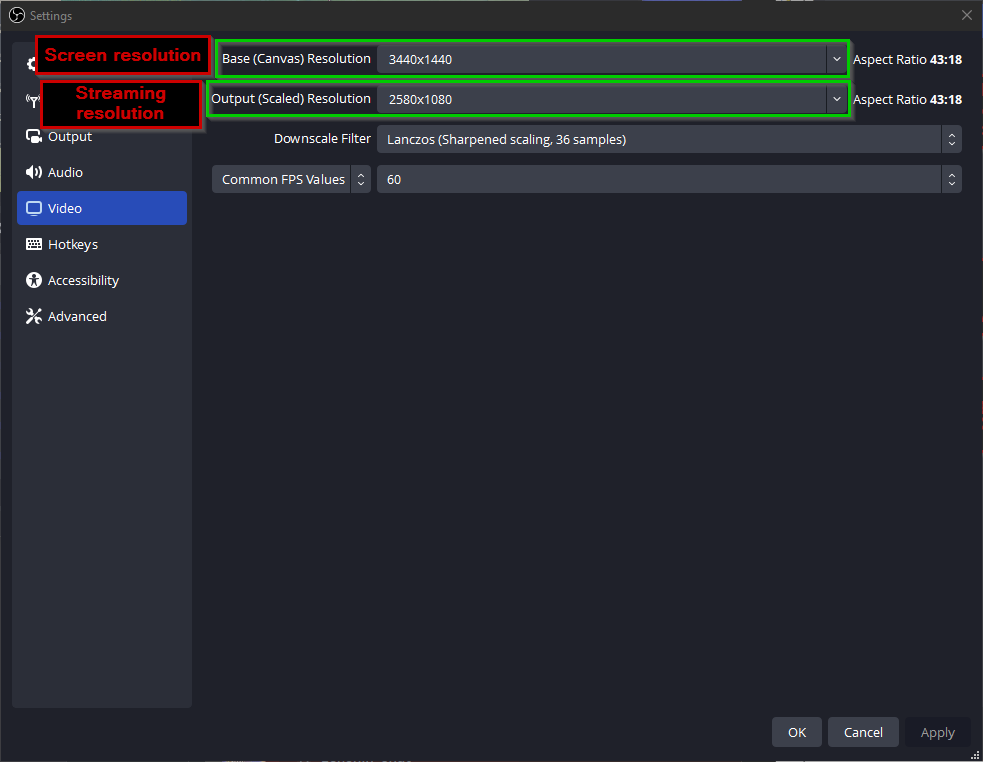 Settings
Screen resolution
Base (Canvas) Resolution 3440x1440 Aspect Ratio 43:18
Streaming
resolution
Output (Scaled) Resolution 2580x1080 Aspect Ratio 43:18
Output
Downscale Filter Lanczos (Sharpened scaling, 36 samples)
Audio
Common FPS Values 60
Video
Hotkeys
Accessibility
Advanced
OK Cancel Apply